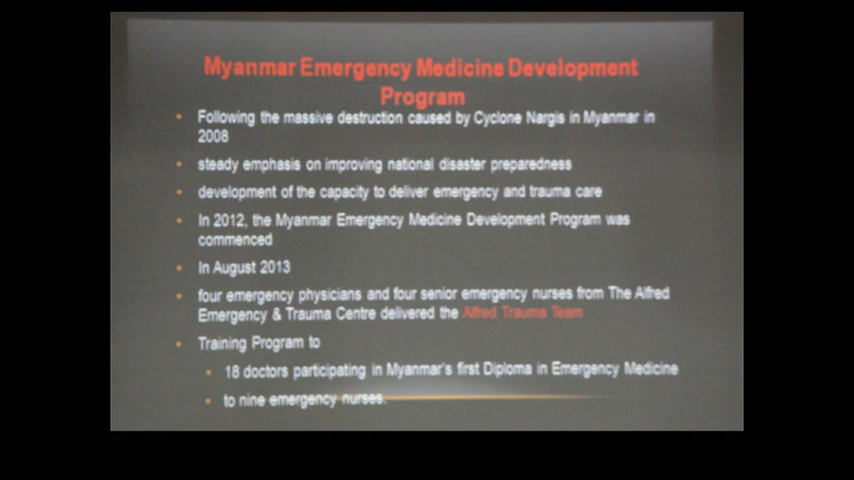 Myanmar Emergency Medicine Development
Program
• Following the massive destruction caused by Cyclone Nargis in Myanmar in
2008
• steady emphasis on improving national disaster preparedness
• development of the capacity to deliver emergency and trauma care
• In 2012, the Myanmar Emergency Medicine Development Program was
commenced
• In August 2013
• four emergency physicians and four senior emergency nurses from The Alfred
Emergency & Trauma Centre delivered the Alfred Trauma Team
• Training Program to
• 18 doctors participating in Myanmar's first Diploma in Emergency Medicine
• to nine emergency nurses.